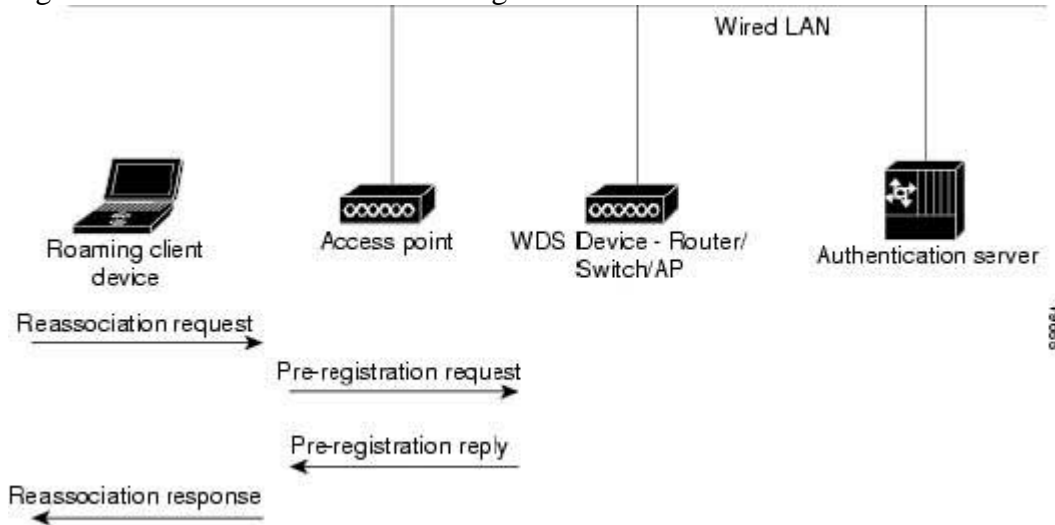 Wired LAN
Roaming client
device
Access point
WDS Device - Router/
Switch/AP
Authentication server
Reassociation request
Pre-registration request
Pre-registration reply
Reassociation response